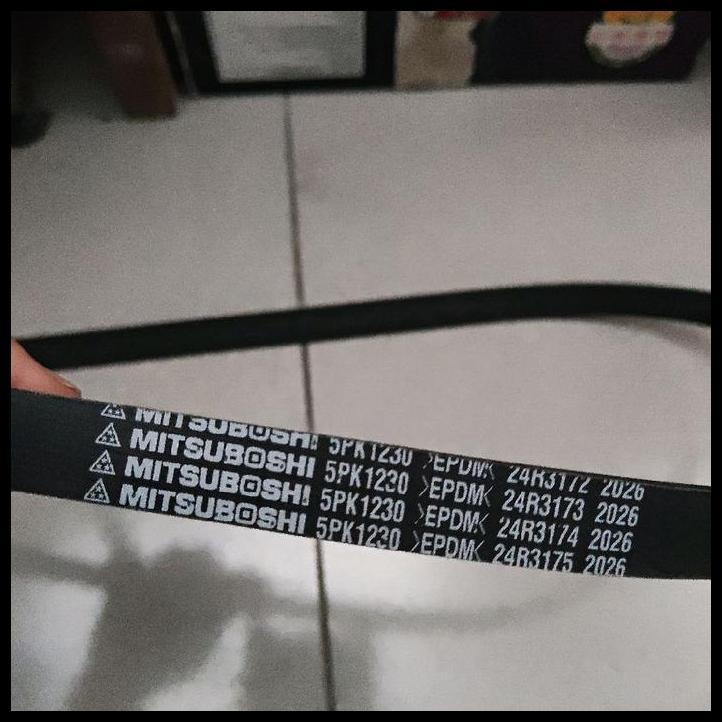 MITSUBOSHI 5PK1230 >EPDM< 24R3172 2026
MITSUBOSHI 5PK1230 >EPDM< 24R3173 2026
MITSUBOSHI 5PK1230 >EPDM< 24R3174 2026
MITSUBOSHI 5PK1230 >EPDM< 24R3175 2026